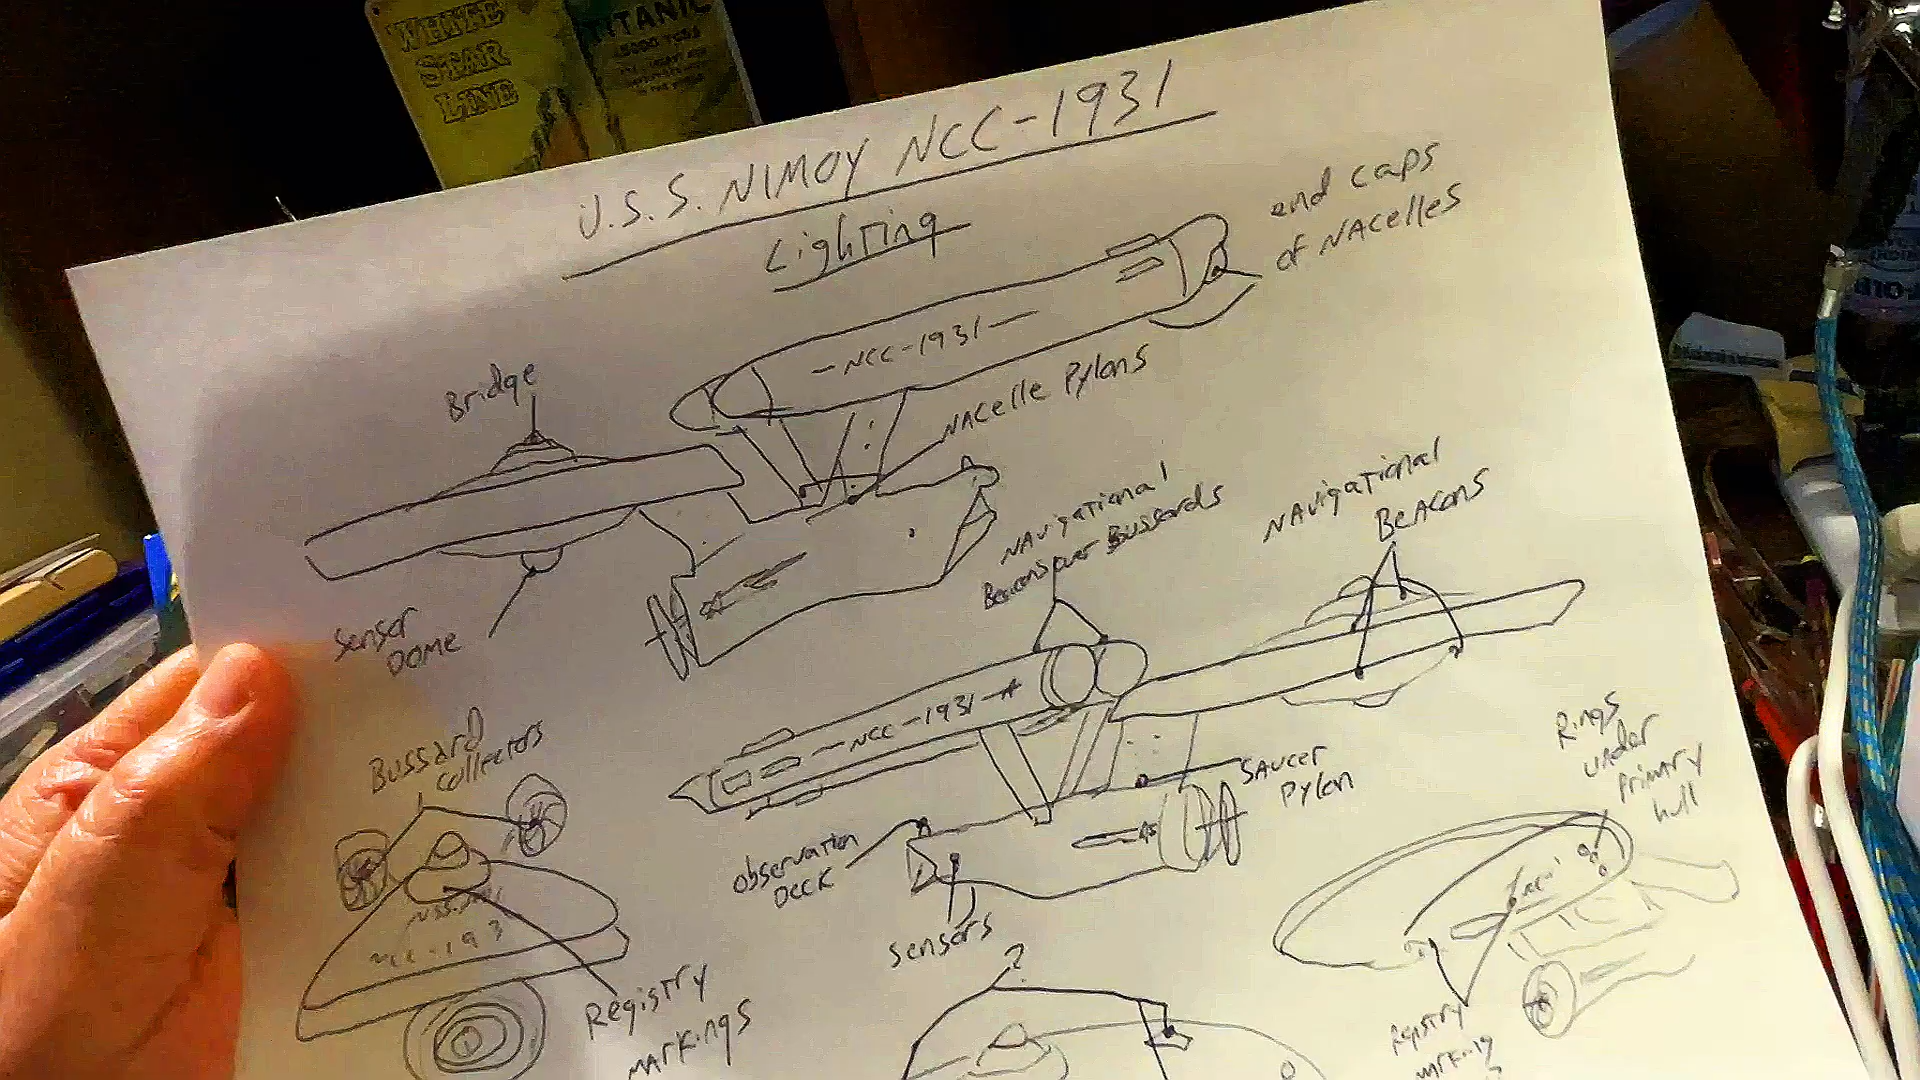 WHITE
STAR
LINE
TITANIC
U.S.S. NIMOY NCC-1931
Lighting
end caps
of NAcelles
-NCC-1931-
Bridge
NAcelle Pylons
Sensor
DOME
NAvigational
Beacons over Bussards
NAvigational
BeAcons
NCC-1931
SAUCER
Pylon
Rings
under
Primary
hull
Bussard
collectors
observation
DECK
sensors
NCC-193
Registry
mARKings
?
Registry